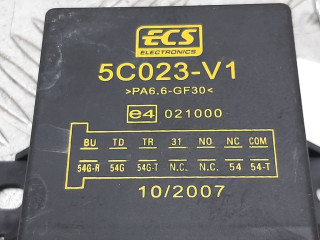 ECS
ELECTRONICS
5C023-V1
>PA6.6-GF30<
e4 021000
BU TD TR 31 NO NC COM
54G-R 54G 54G-T N.C. N.C. 54 54-T
10/2007